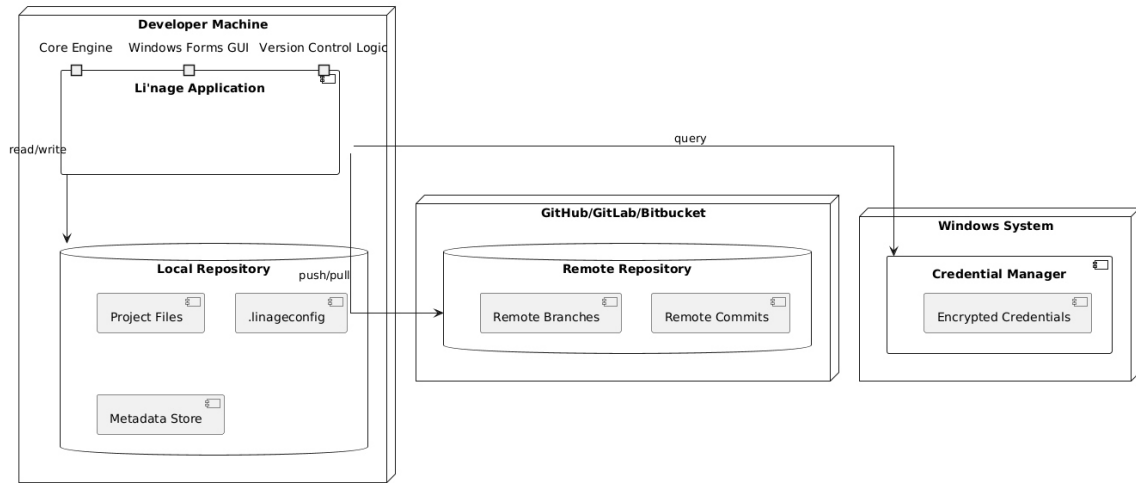 Developer Machine
Core Engine
Windows Forms GUI
Version Control Logic
Li'nage Application
read/write
query
GitHub/GitLab/Bitbucket
Windows System
Local Repository
push/pull
Remote Repository
Credential Manager
Project Files
.linageconfig
Remote Branches
Remote Commits
Encrypted Credentials
Metadata Store